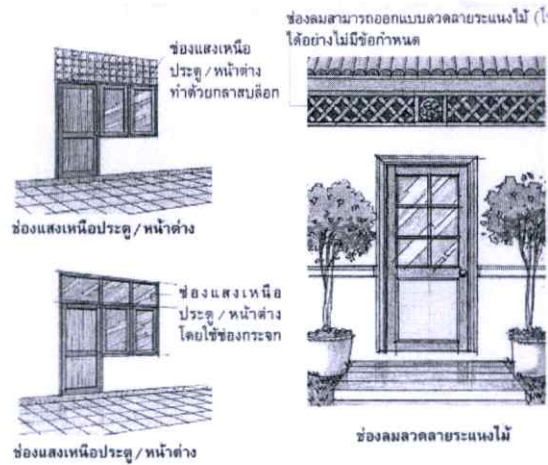 ช่องแสงเหนือ
ประตู / หน้าต่าง
ทำด้วยกลาสบล็อก
ช่องแสงเหนือประตู / หน้าต่าง
ช่องแสงเหนือ
ประตู / หน้าต่าง
โดยใช้ช่องกระจก
ช่องแสงเหนือประตู / หน้าต่าง
ช่องลมสามารถออกแบบลวดลายระแนงไม้
ได้อย่างไม่มีข้อกำหนด
ช่องลมลวดลายระแนงไม้